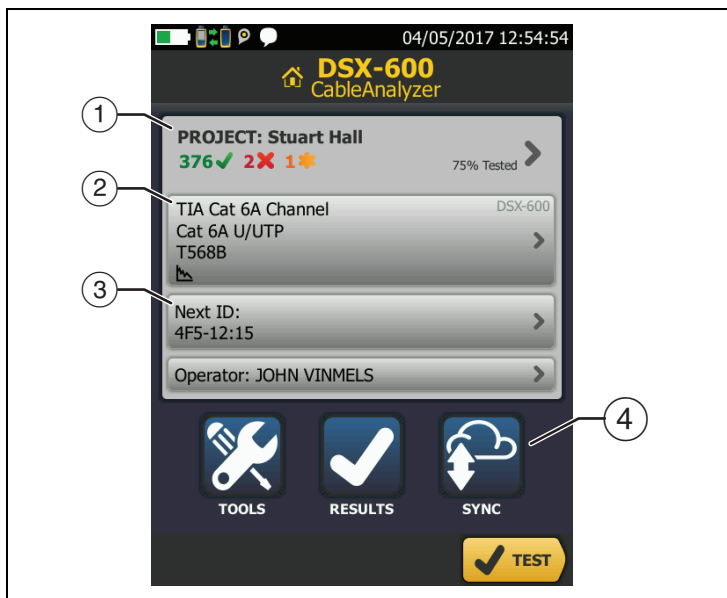 04/05/2017 12:54:54
DSX-600
CableAnalyzer
1
PROJECT: Stuart Hall
376 2 1
75% Tested
2
TIA Cat 6A Channel
DSX-600
Cat 6A U/UTP
T568B
3
Next ID:
4F5-12:15
Operator: JOHN VINMELS
4
TOOLS
RESULTS
SYNC
TEST